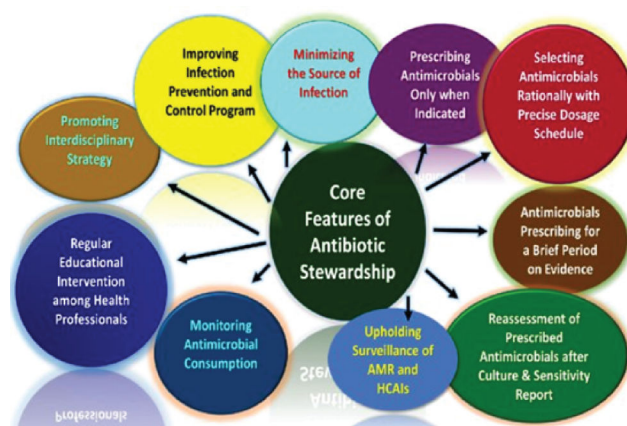 Improving
Infection
Prevention and
Control Program
Minimizing
the Source of
Infection
Prescribing
Antimicrobials
Only when
Indicated
Selecting
Antimicrobials
Rationally with
Precise Dosage
Schedule
Promoting
Interdisciplinary
Strategy
Core
Features of
Antibiotic
Stewardship
Antimicrobials
Prescribing for
a Brief Period
on Evidence
Regular
Educational
Intervention
among Health
Professionals
Monitoring
Antimicrobial
Consumption
Upholding
Surveillance of
AMR and
HCAIs
Reassessment of
Prescribed
Antimicrobials after
Culture & Sensitivity
Report